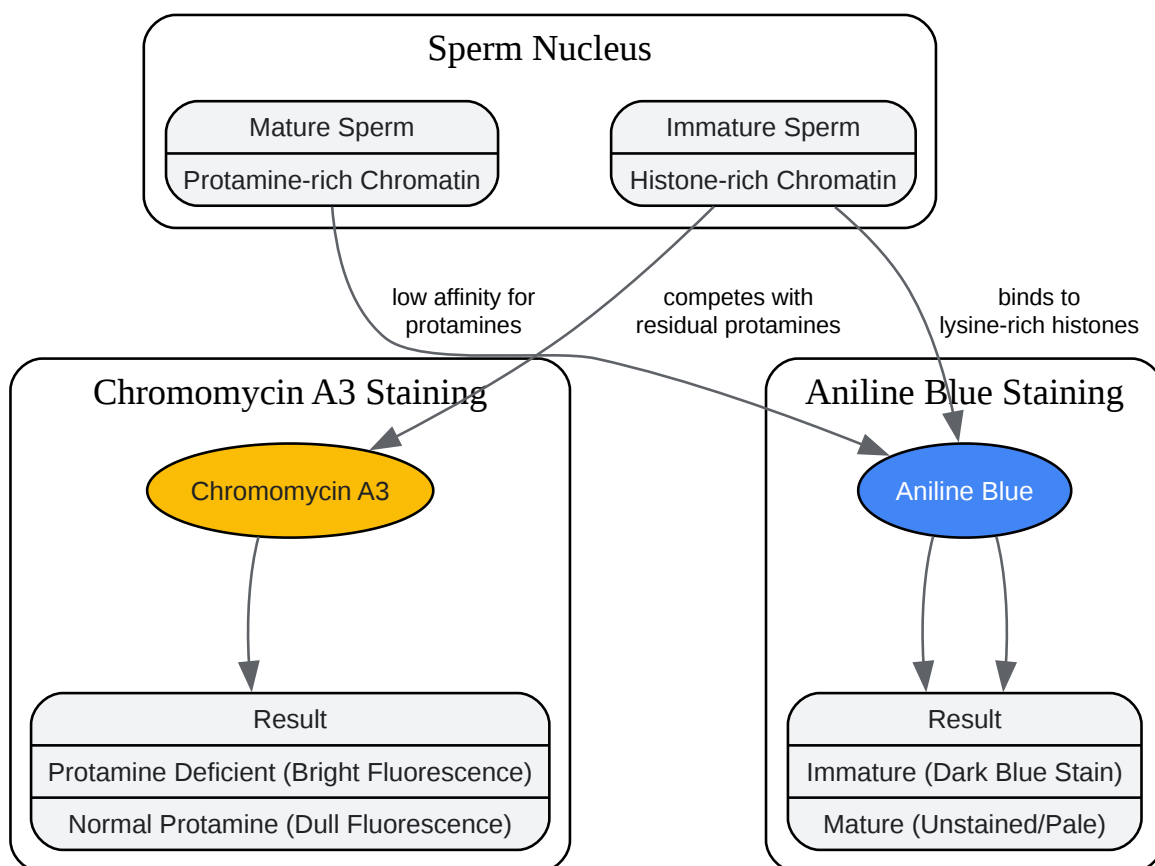 Sperm Nucleus
Mature Sperm
Protamine-rich Chromatin
Immature Sperm
Histone-rich Chromatin
low affinity for
protamines
competes with
residual protamines
binds to
lysine-rich histones
Chromomycin A3 Staining
Chromomycin A3
Result
Protamine Deficient (Bright Fluorescence)
Normal Protamine (Dull Fluorescence)
Aniline Blue Staining
Aniline Blue
Result
Immature (Dark Blue Stain)
Mature (Unstained/Pale)